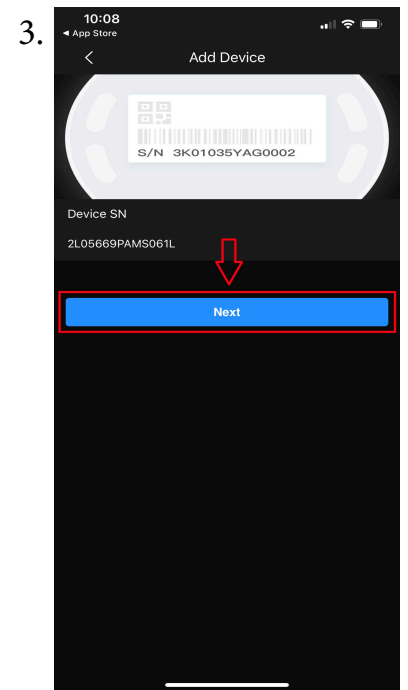 3.
10:08
◄ App Store
Add Device
S/N 3K01035YAG0002
Device SN
2L05669PAMS061L
Next